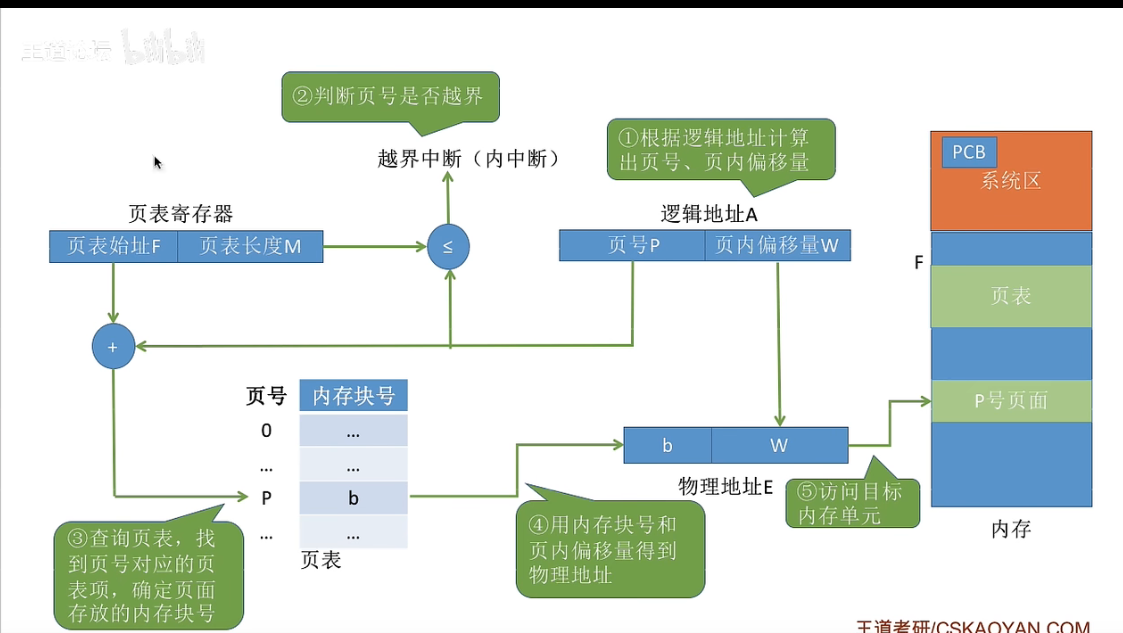 王道论坛 bilibili
②判断页号是否越界
①根据逻辑地址计算
出页号、页内偏移量
越界中断（内中断）
PCB
系统区
页表寄存器
逻辑地址A
页表始址F
页表长度M
≤
页号P
页内偏移量W
F
页表
+
页号
内存块号
P号页面
0
...
...
...
b
W
P
b
物理地址E
⑤访问目标
内存单元
...
...
内存
③查询页表，找
到页号对应的页
表项，确定页面
存放的内存块号
页表
④用内存块号和
页内偏移量得到
物理地址
王道考研/CSKAOYAN.COM